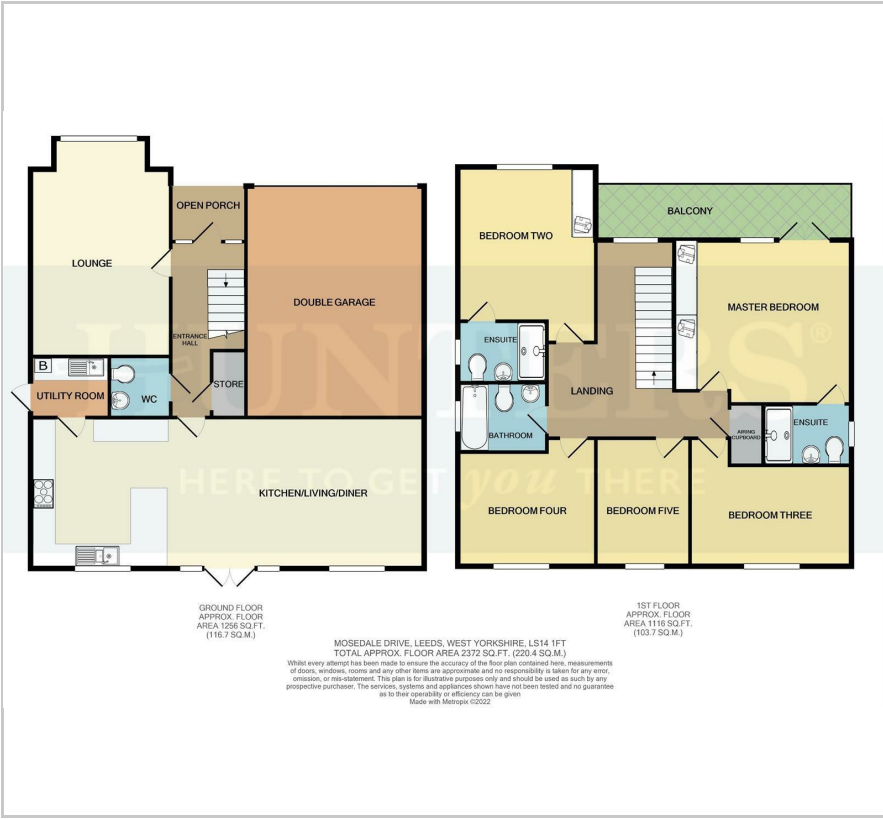 LOUNGE
OPEN PORCH
DOUBLE GARAGE
ENTRANCE
HALL
STORE
B
UTILITY ROOM
WC
KITCHEN/LIVING/DINER
GROUND FLOOR
APPROX. FLOOR
AREA 1256 SQ.FT.
(116.7 SQ.M.)
BEDROOM TWO
BALCONY
MASTER BEDROOM
ENSUITE
LANDING
BATHROOM
AIRING
CUPBOARD
ENSUITE
BEDROOM FOUR
BEDROOM FIVE
BEDROOM THREE
1ST FLOOR
APPROX. FLOOR
AREA 1116 SQ.FT.
(103.7 SQ.M.)
HUNTERS®
HERE TO GET you THERE
MOSEDALE DRIVE, LEEDS, WEST YORKSHIRE, LS14 1FT
TOTAL APPROX. FLOOR AREA 2372 SQ.FT. (220.4 SQ.M.)
Whilst every attempt has been made to ensure the accuracy of the floor plan contained here, measurements
of doors, windows, rooms and any other items are approximate and no responsibility is taken for any error,
omission, or mis-statement. This plan is for illustrative purposes only and should be used as such by any
prospective purchaser. The services, systems and appliances shown have not been tested and no guarantee
as to their operability or efficiency can be given
Made with Metropix ©2022